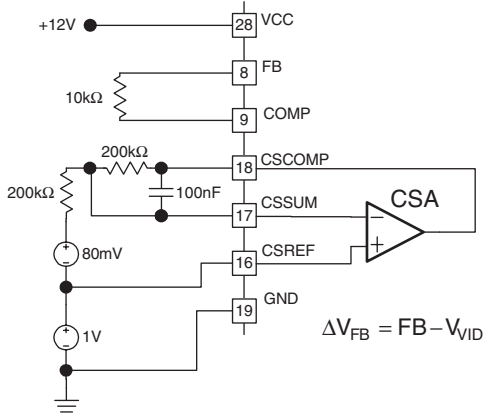 +12V
28
VCC
8
FB
10kΩ
9
COMP
200kΩ
18
CSCOMP
200kΩ
100nF
17
CSSUM
CSA
−
+
80mV
16
CSREF
1V
19
GND
ΔV_FB = FB − V_VID